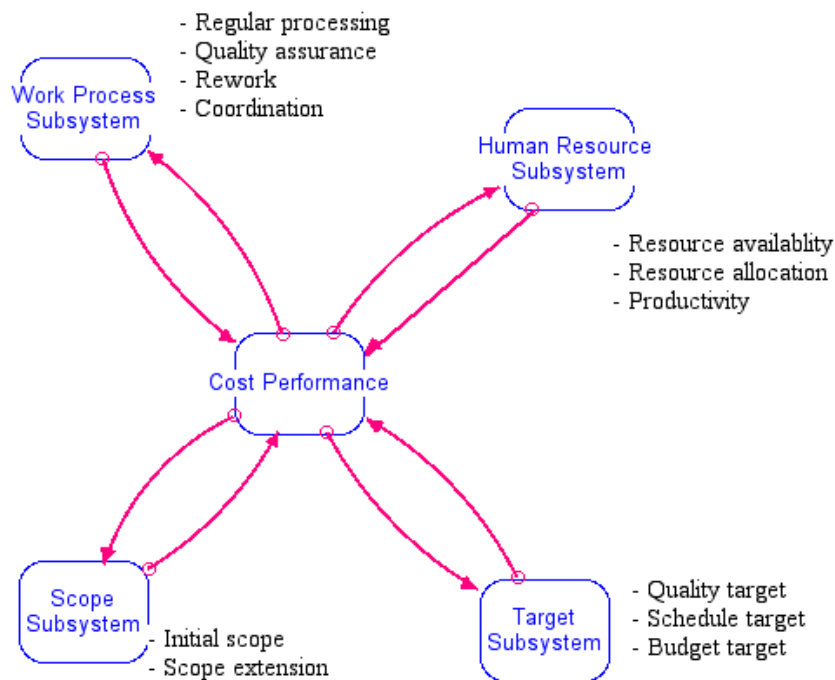 - Regular processing
- Quality assurance
- Rework
- Coordination
Work Process
Subsystem
Human Resource
Subsystem
- Resource availablity
- Resource allocation
- Productivity
Cost Performance
Scope
Subsystem
- Initial scope
- Scope extension
Target
Subsystem
- Quality target
- Schedule target
- Budget target